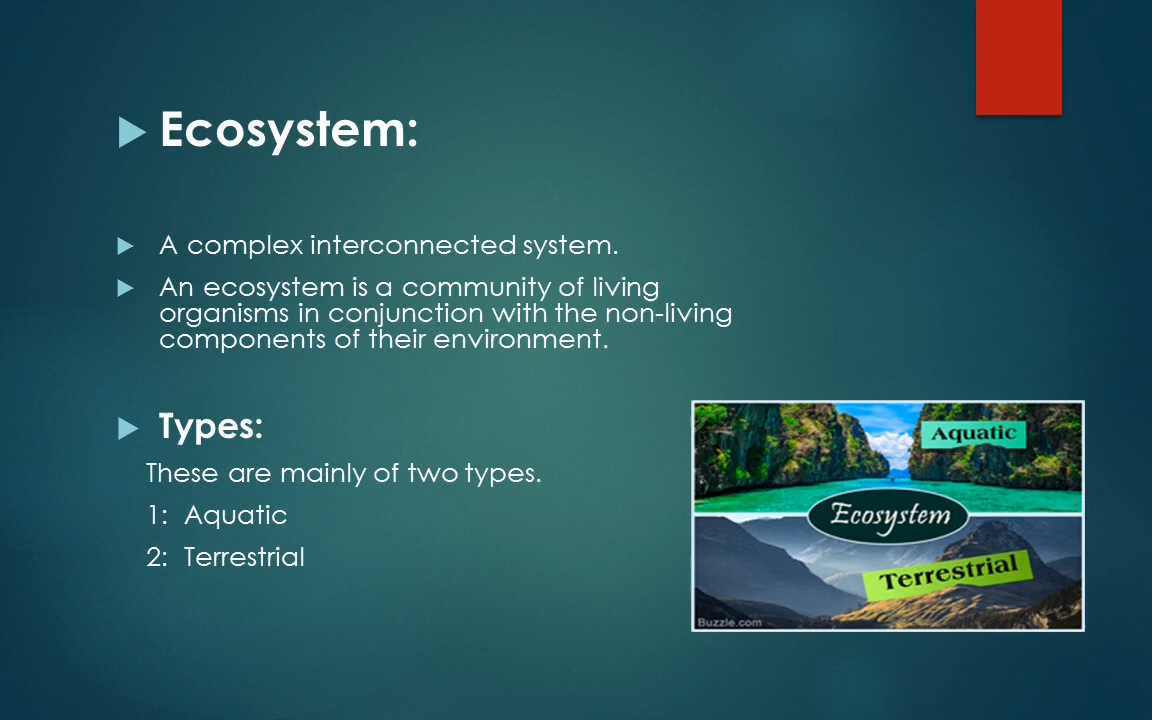 Ecosystem:
A complex interconnected system.
An ecosystem is a community of living
organisms in conjunction with the non-living
components of their environment.
Types:
These are mainly of two types.
1: Aquatic
2: Terrestrial
Aquatic
Ecosystem
Terrestrial
Buzzle.com